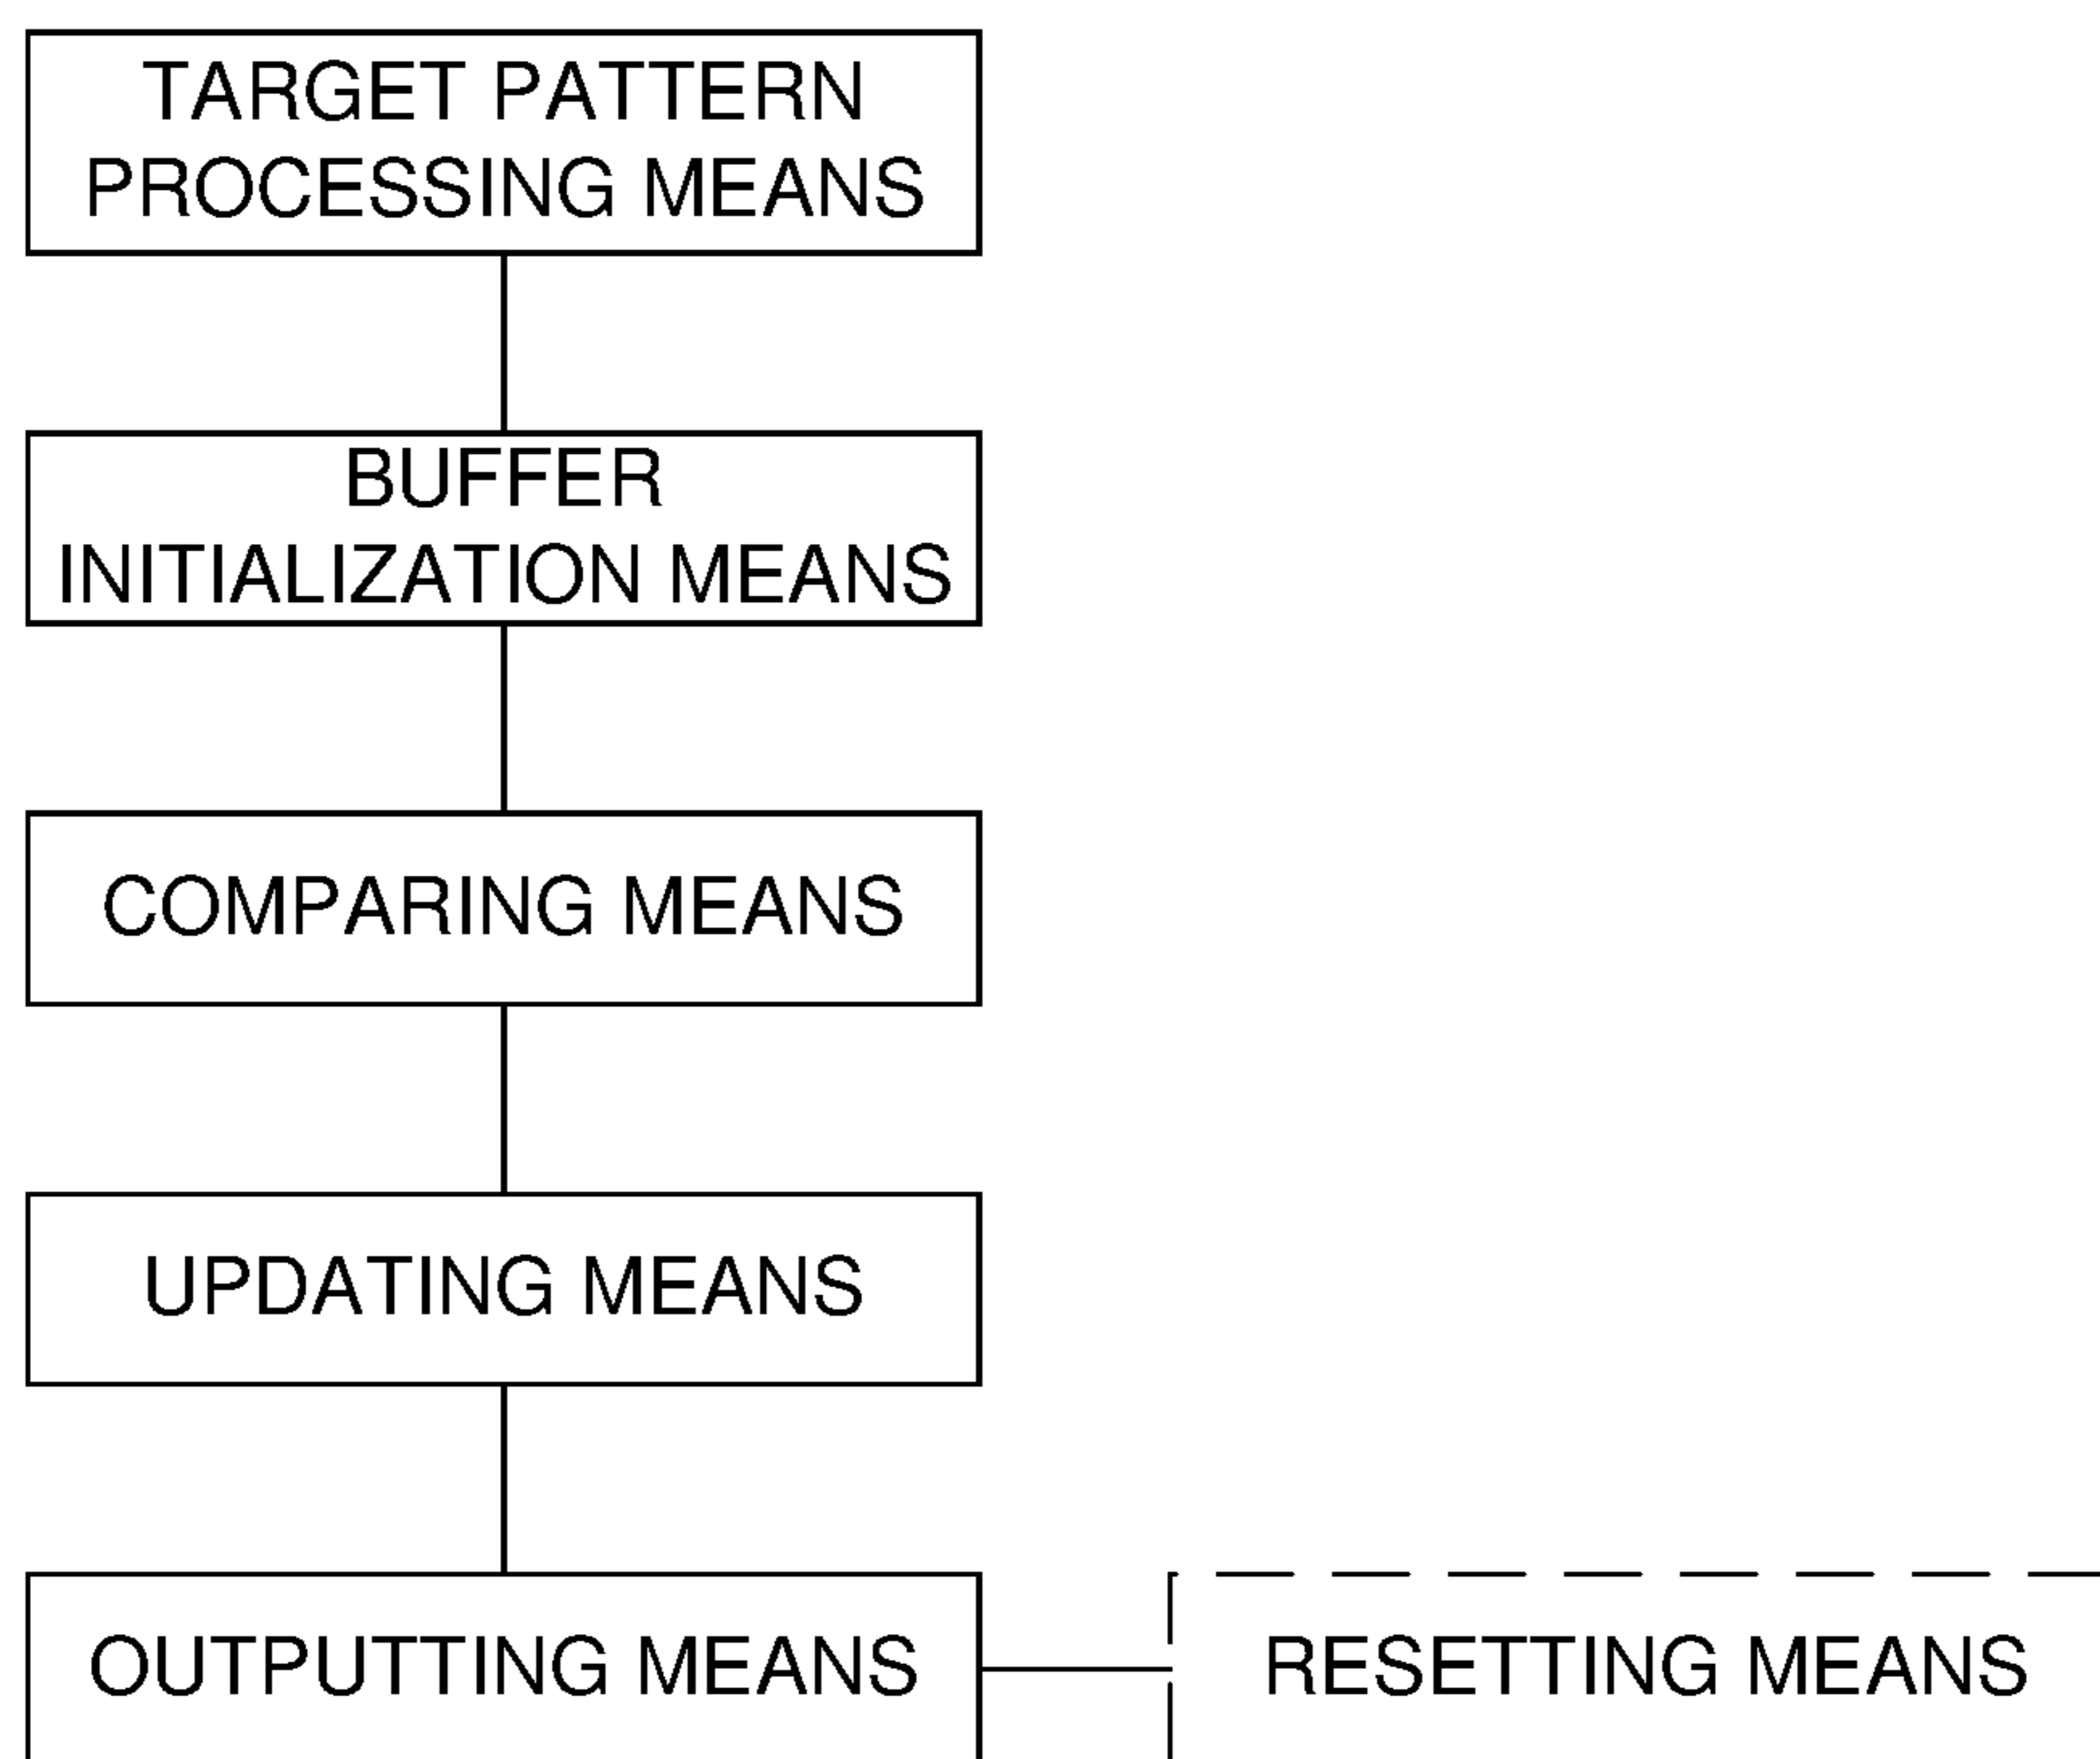 TARGET PATTERN
PROCESSING MEANS
BUFFER
INITIALIZATION MEANS
COMPARING MEANS
UPDATING MEANS
OUTPUTTING MEANS
RESETTING MEANS